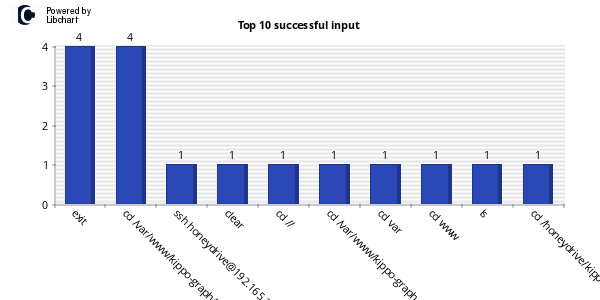 Powered by
Libchart
Top 10 successful input
4
4
1
1
1
1
1
1
1
1
4
3
2
1
0
exit
cd /var/www/kippo-graph/
ssh honeydrive@192.165.
clear
cd //
cd /var/www/kippo-graph
cd var
cd www
ls
cd /honeydrive/kipp